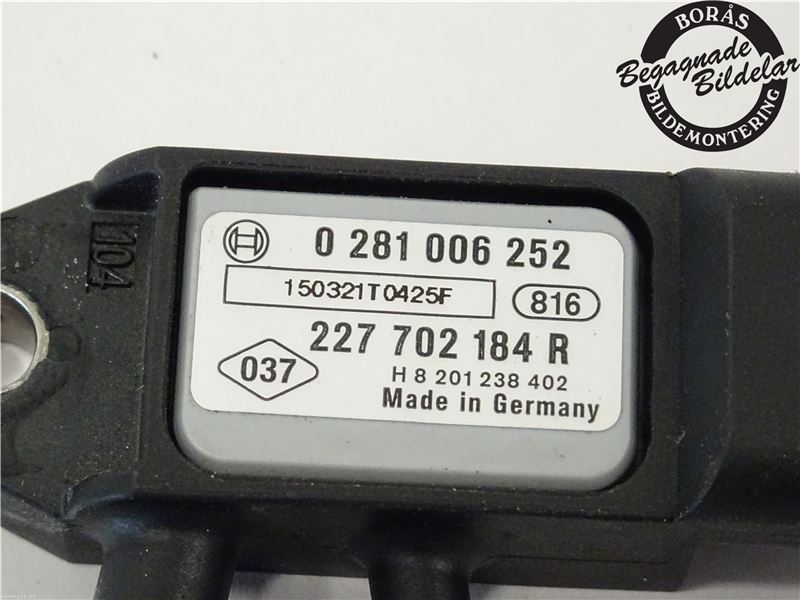 BORÅS
Begagnade
Bildelar
BILDEMONTERING
104
0 281 006 252
150321T0425F
816
227 702 184 R
037
H 8 201 238 402
Made in Germany